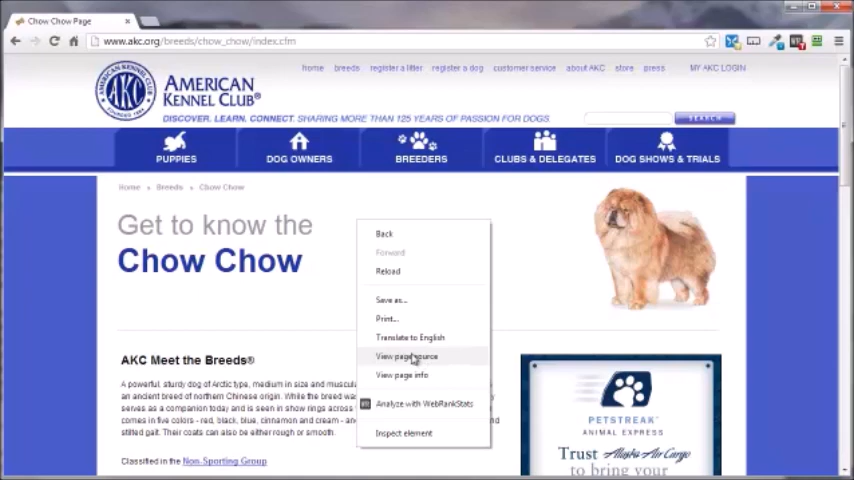 Chow Chow Page
www.akc.org/breeds/chow_chow/index.cfm
home breeds register a litter register a dog customer service about AKC store press MY AKC LOGIN
AKC
AMERICAN
KENNEL CLUB®
DISCOVER. LEARN. CONNECT. SHARING MORE THAN 125 YEARS OF PASSION FOR DOGS.
SEARCH
PUPPIES DOG OWNERS BREEDERS CLUBS & DELEGATES DOG SHOWS & TRIALS
Home Breeds Chow Chow
Get to know the
Chow Chow
Back
Forward
Reload
Save as...
Print...
Translate to English
View page source
View page info
Analyze with WebRankStats
Inspect element
AKC Meet the Breeds®
A powerful, sturdy dog of Arctic type, medium in size and muscula
an ancient breed of northern Chinese origin. While the breed wa
serves as a companion today and is seen in show rings across
comes in five colors - red, black, blue, cinnamon and cream - an
stilted gait. Their coats can also be either rough or smooth.
Classified in the Non-Sporting Group
PETSTREAK
ANIMAL EXPRESS
Trust Alaska Air Cargo
to bring your